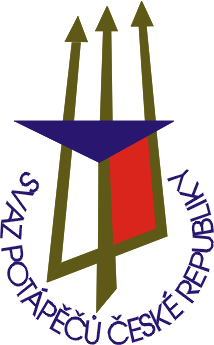 SVAZ POTÁPĚČŮ ČESKÉ REPUBLIKY